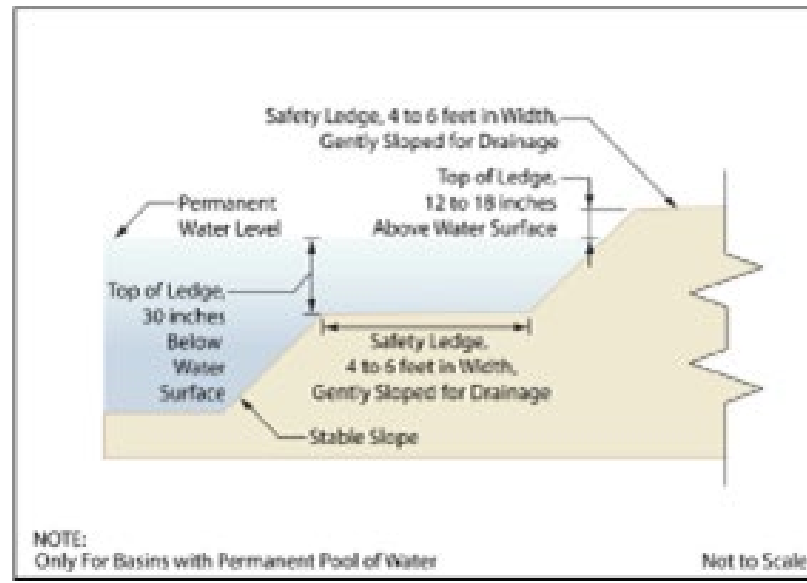 Safety Ledge, 4 to 6 feet in Width,
Gently Sloped for Drainage
Top of Ledge,
12 to 18 inches
Above Water Surface
Permanent
Water Level
Top of Ledge,
30 inches
Below
Water
Surface
Safety Ledge,
4 to 6 feet in Width,
Gently Sloped for Drainage
Stable Slope
NOTE:
Only For Basins with Permanent Pool of Water
Not to Scale